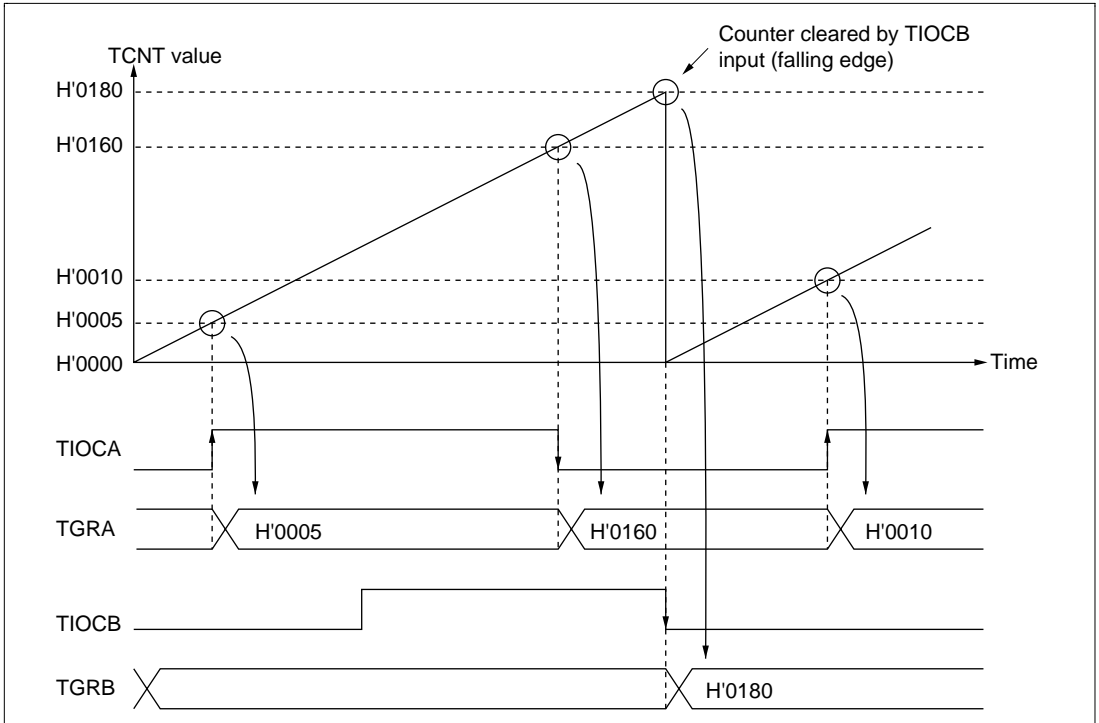 Counter cleared by TIOCB
input (falling edge)
TCNT value
H'0180
H'0160
H'0010
H'0005
H'0000
Time
TIOCA
TGRA
H'0005
H'0160
H'0010
TIOCB
TGRB
H'0180